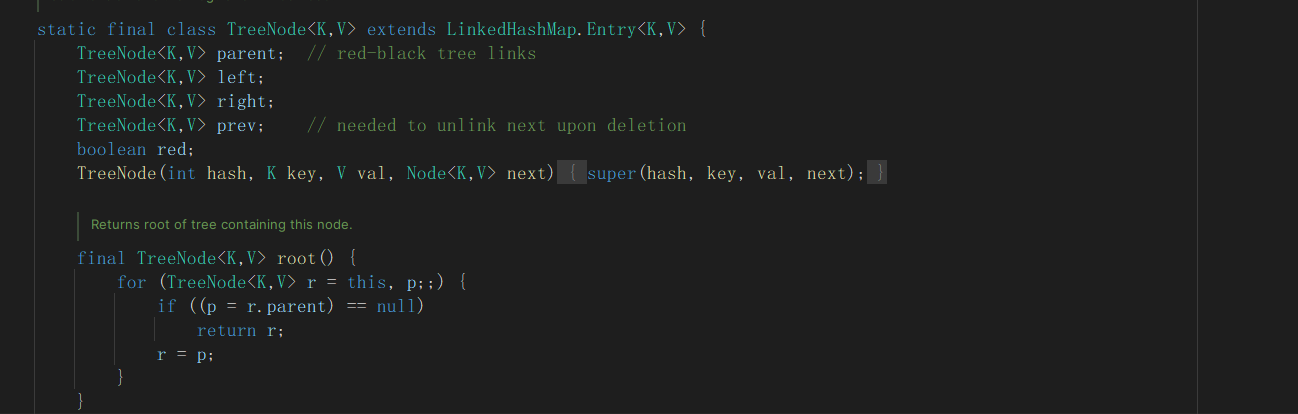 static final class TreeNode<K,V> extends LinkedHashMap.Entry<K,V> {
TreeNode<K,V> parent;  // red-black tree links
TreeNode<K,V> left;
TreeNode<K,V> right;
TreeNode<K,V> prev;    // needed to unlink next upon deletion
boolean red;
TreeNode(int hash, K key, V val, Node<K,V> next) { super(hash, key, val, next); }
Returns root of tree containing this node.
final TreeNode<K,V> root() {
for (TreeNode<K,V> r = this, p;;) {
if ((p = r.parent) == null)
return r;
r = p;
}
}